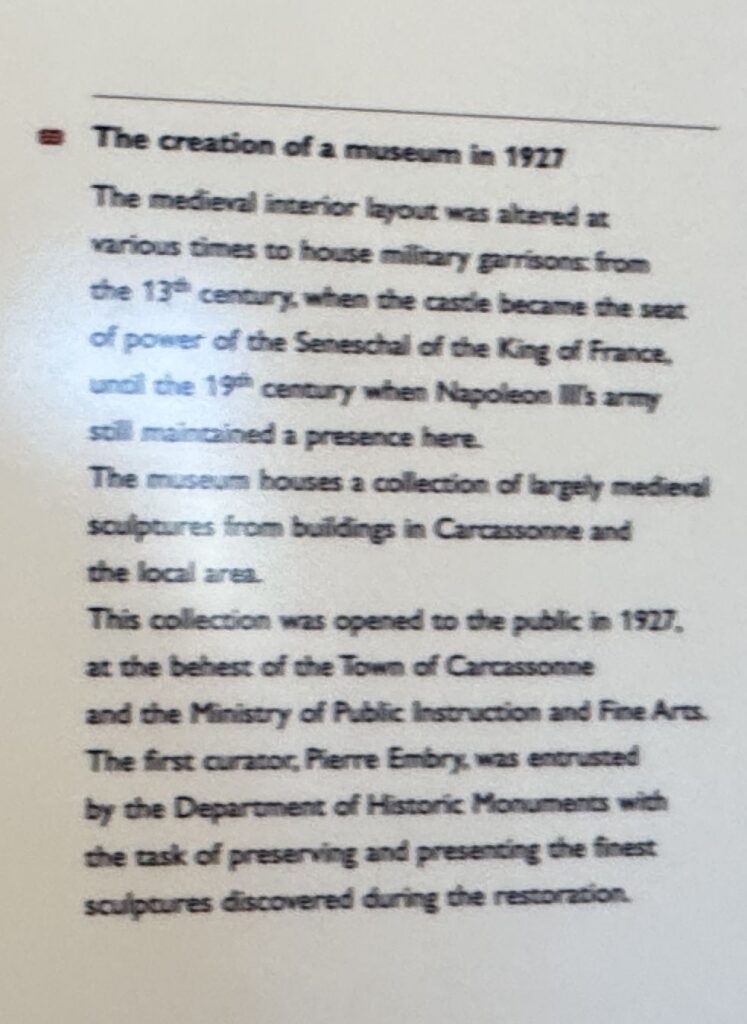 The creation of a museum in 1927
The medieval interior layout was altered at
various times to house military garrisons: from
the 13th century, when the castle became the seat
of power of the Seneschal of the King of France,
until the 19th century when Napoleon III's army
still maintained a presence here.
The museum houses a collection of largely medieval
sculptures from buildings in Carcassonne and
the local area.
This collection was opened to the public in 1927,
at the behest of the Town of Carcassonne
and the Ministry of Public Instruction and Fine Arts.
The first curator, Pierre Embry, was entrusted
by the Department of Historic Monuments with
the task of preserving and presenting the finest
sculptures discovered during the restoration.